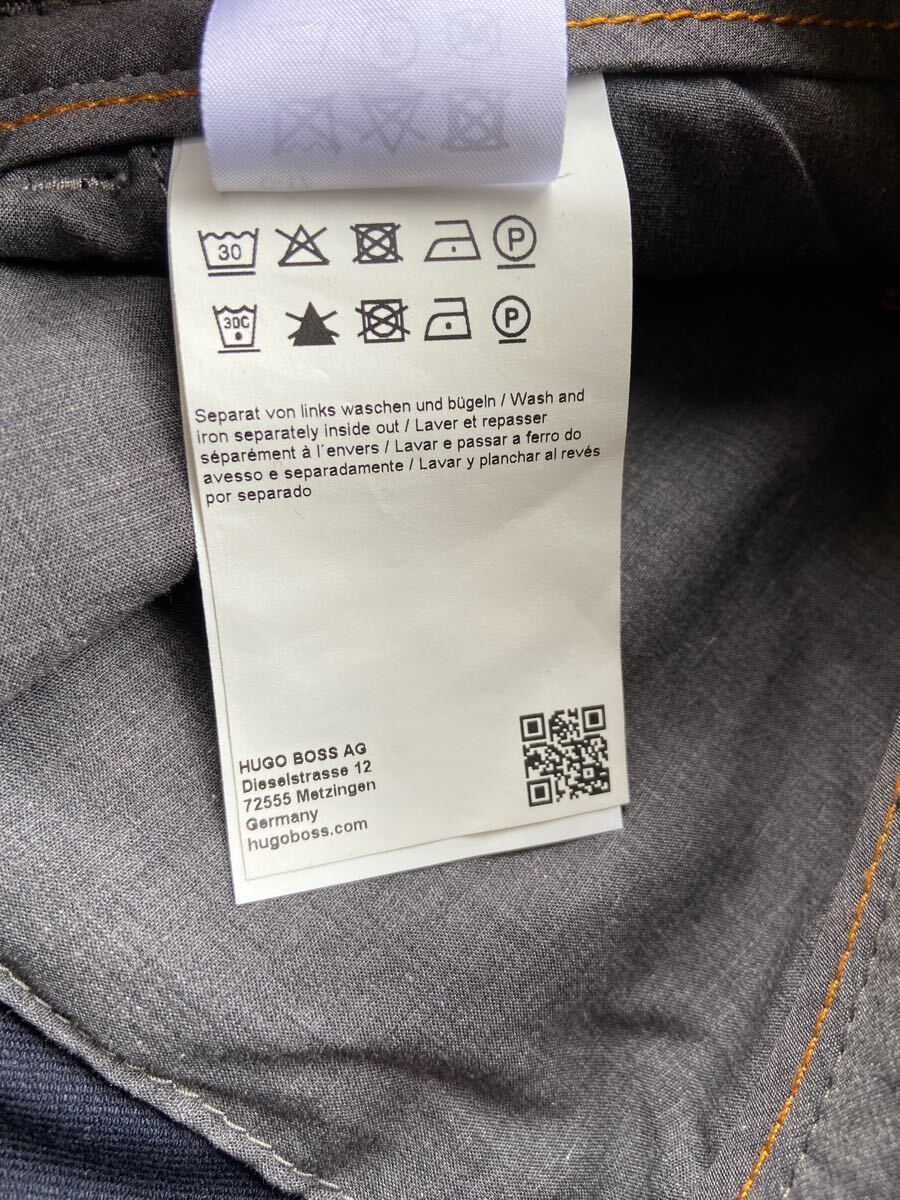 30 P
30C P
Separat von links waschen und bügeln / Wash and
iron separately inside out / Laver et repasser
séparément à l´envers / Lavar e passar a ferro do
avesso e separadamente / Lavar y planchar al revés
por separado
HUGO BOSS AG
Dieselstrasse 12
72555 Metzingen
Germany
hugoboss.com